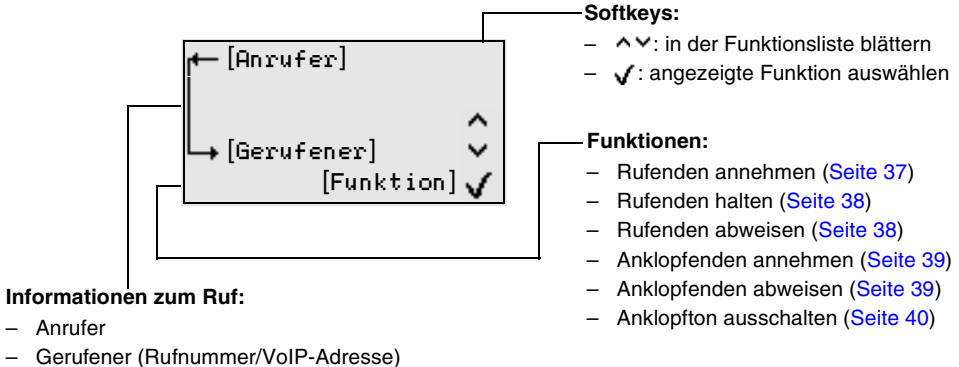 Softkeys:
– ^ v: in der Funktionsliste blättern
– ✓: angezeigte Funktion auswählen
[Anrufer]
[Gerufener]
[Funktion] ✓
Funktionen:
– Rufenden annehmen (Seite 37)
– Rufenden halten (Seite 38)
– Rufenden abweisen (Seite 38)
– Anklopfenden annehmen (Seite 39)
– Anklopfenden abweisen (Seite 39)
– Anklopfton ausschalten (Seite 40)
Informationen zum Ruf:
– Anrufer
– Gerufener (Rufnummer/VoIP-Adresse)